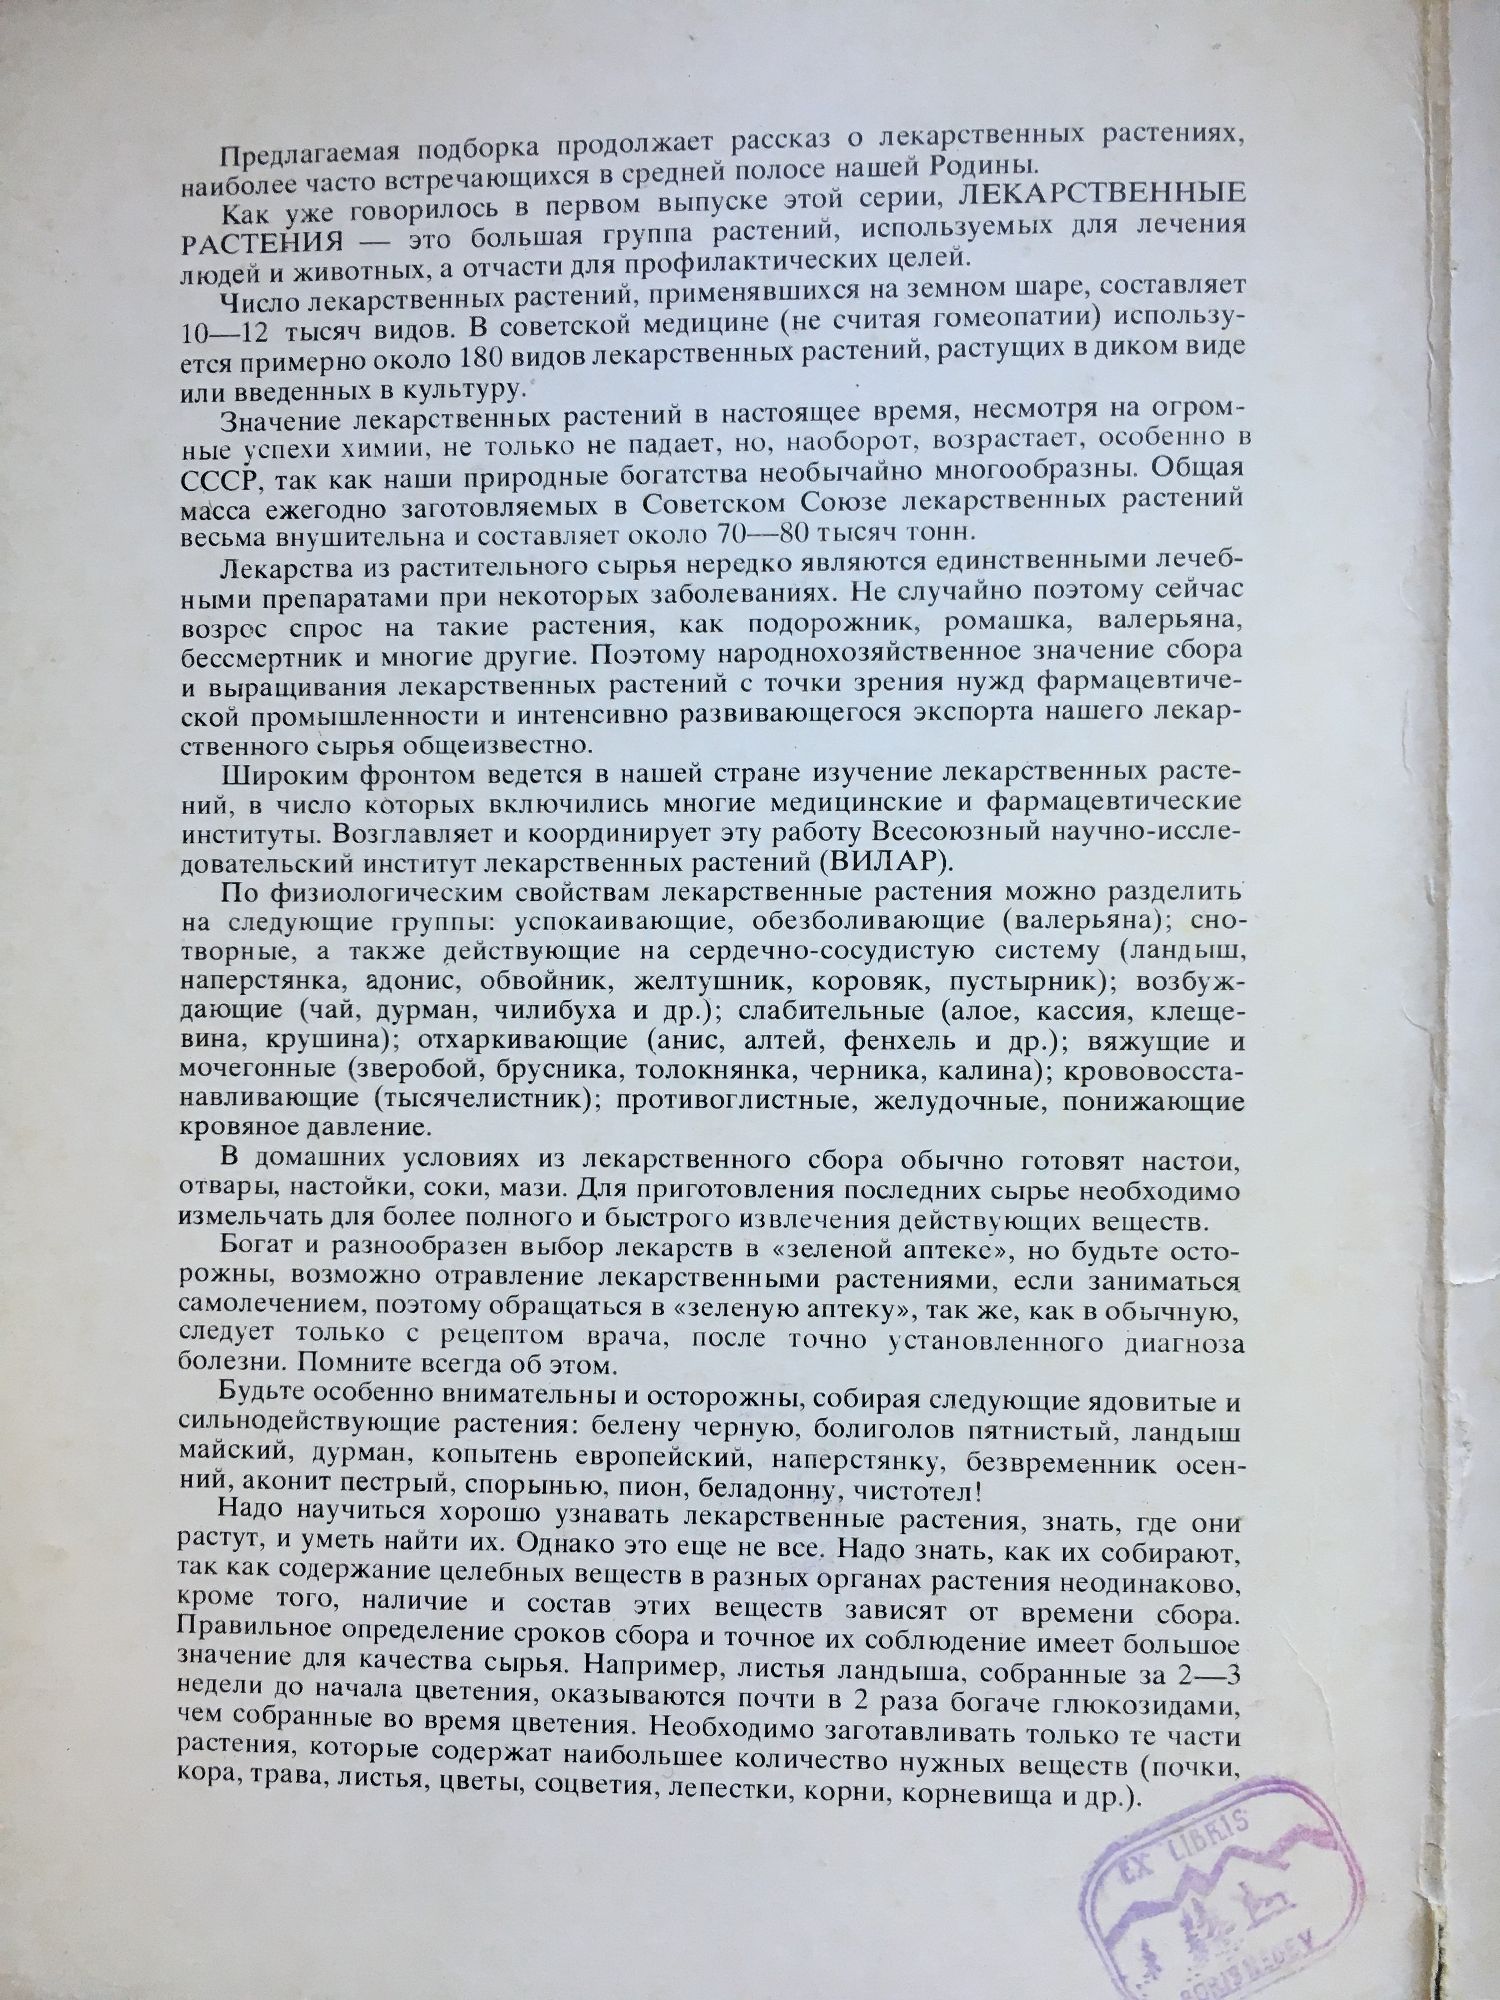 Предлагаемая подборка продолжает рассказ о лекарственных растениях,
наиболее часто встречающихся в средней полосе нашей Родины.
Как уже говорилось в первом выпуске этой серии, ЛЕКАРСТВЕННЫЕ
РАСТЕНИЯ — это большая группа растений, используемых для лечения
людей и животных, а отчасти для профилактических целей.
Число лекарственных растений, применявшихся на земном шаре, составляет
10—12 тысяч видов. В советской медицине (не считая гомеопатии) использу-
ется примерно около 180 видов лекарственных растений, растущих в диком виде
или введенных в культуру.
Значение лекарственных растений в настоящее время, несмотря на огром-
ные успехи химии, не только не падает, но, наоборот, возрастает, особенно в
СССР, так как наши природные богатства необычайно многообразны. Общая
масса ежегодно заготовляемых в Советском Союзе лекарственных растений
весьма внушительна и составляет около 70—80 тысяч тонн.
Лекарства из растительного сырья нередко являются единственными лечеб-
ными препаратами при некоторых заболеваниях. Не случайно поэтому сейчас
возрос спрос на такие растения, как подорожник, ромашка, валерьяна,
бессмертник и многие другие. Поэтому народнохозяйственное значение сбора
и выращивания лекарственных растений с точки зрения нужд фармацевтиче-
ской промышленности и интенсивно развивающегося экспорта нашего лекар-
ственного сырья общеизвестно.
Широким фронтом ведется в нашей стране изучение лекарственных расте-
ний, в число которых включились многие медицинские и фармацевтические
институты. Возглавляет и координирует эту работу Всесоюзный научно-иссле-
довательский институт лекарственных растений (ВИЛАР).
По физиологическим свойствам лекарственные растения можно разделить
на следующие группы: успокаивающие, обезболивающие (валерьяна); сно-
творные, а также действующие на сердечно-сосудистую систему (ландыш,
наперстянка, адонис, обвойник, желтушник, коровяк, пустырник); возбуж-
дающие (чай, дурман, чилибуха и др.); слабительные (алое, кассия, клеще-
вина, крушина); отхаркивающие (анис, алтей, фенхель и др.); вяжущие и
мочегонные (зверобой, брусника, толокнянка, черника, калина); крововосста-
навливающие (тысячелистник); противоглистные, желудочные, понижающие
кровяное давление.
В домашних условиях из лекарственного сбора обычно готовят настои,
отвары, настойки, соки, мази. Для приготовления последних сырье необходимо
измельчать для более полного и быстрого извлечения действующих веществ.
Богат и разнообразен выбор лекарств в «зеленой аптеке», но будьте осто-
рожны, возможно отравление лекарственными растениями, если заниматься
самолечением, поэтому обращаться в «зеленую аптеку», так же, как в обычную,
следует только с рецептом врача, после точно установленного диагноза
болезни. Помните всегда об этом.
Будьте особенно внимательны и осторожны, собирая следующие ядовитые и
сильнодействующие растения: белену черную, болиголов пятнистый, ландыш
майский, дурман, копытень европейский, наперстянку, безвременник осен-
ний, аконит пестрый, спорынью, пион, беладонну, чистотел!
Надо научиться хорошо узнавать лекарственные растения, знать, где они
растут, и уметь найти их. Однако это еще не все. Надо знать, как их собирают,
так как содержание целебных веществ в разных органах растения неодинаково,
кроме того, наличие и состав этих веществ зависят от времени сбора.
Правильное определение сроков сбора и точное их соблюдение имеет большое
значение для качества сырья. Например, листья ландыша, собранные за 2—3
недели до начала цветения, оказываются почти в 2 раза богаче глюкозидами,
чем собранные во время цветения. Необходимо заготавливать только те части
растения, которые содержат наибольшее количество нужных веществ (почки,
кора, трава, листья, цветы, соцветия, лепестки, корни, корневища и др.).
EX LIBRIS